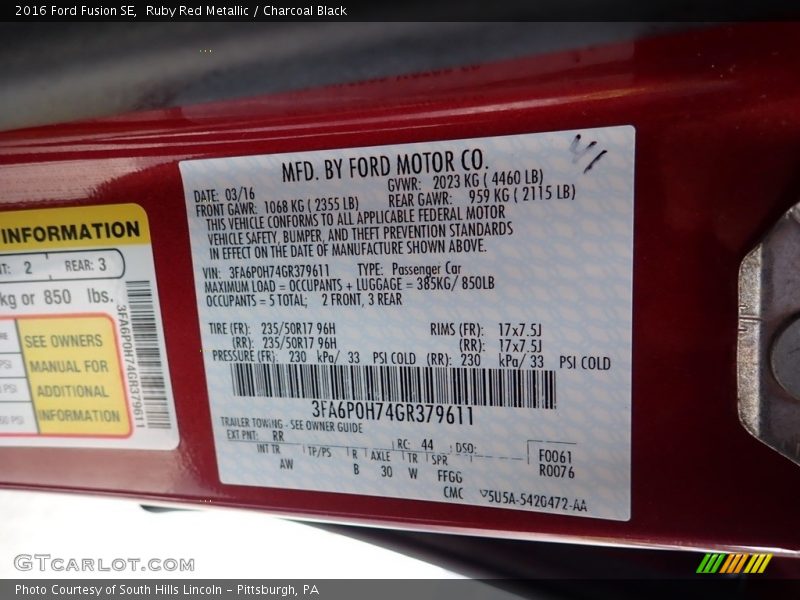 2016 Ford Fusion SE, Ruby Red Metallic / Charcoal Black
MFD. BY FORD MOTOR CO.
DATE: 03/16 GVWR: 2023 KG ( 4460 LB)
FRONT GAWR: 1068 KG ( 2355 LB) REAR GAWR: 959 KG ( 2115 LB)
THIS VEHICLE CONFORMS TO ALL APPLICABLE FEDERAL MOTOR
VEHICLE SAFETY, BUMPER, AND THEFT PREVENTION STANDARDS
IN EFFECT ON THE DATE OF MANUFACTURE SHOWN ABOVE.
VIN: 3FA6P0H74GR379611 TYPE: Passenger Car
MAXIMUM LOAD = OCCUPANTS + LUGGAGE = 385KG/ 850LB
OCCUPANTS = 5 TOTAL; 2 FRONT, 3 REAR
TIRE (FR): 235/50R17 96H RIMS (FR): 17x7.5J
(RR): 235/50R17 96H (RR): 17x7.5J
PRESSURE (FR): 230 kPa/ 33 PSI COLD (RR): 230 kPa/ 33 PSI COLD
3FA6P0H74GR379611
TRAILER TOWING - SEE OWNER GUIDE
EXT PNT: RR RC: 44 DSO:
INT TR TP/PS R AXLE TR SPR
AW B 30 W FFGG
F0061
R0076
CMC 5U5A-5420472-AA
INFORMATION
2 REAR: 3
kg or 850 lbs.
SEE OWNERS
MANUAL FOR
ADDITIONAL
INFORMATION
3FA6P0H74GR379611
GTCARLOT.COM
Photo Courtesy of South Hills Lincoln - Pittsburgh, PA